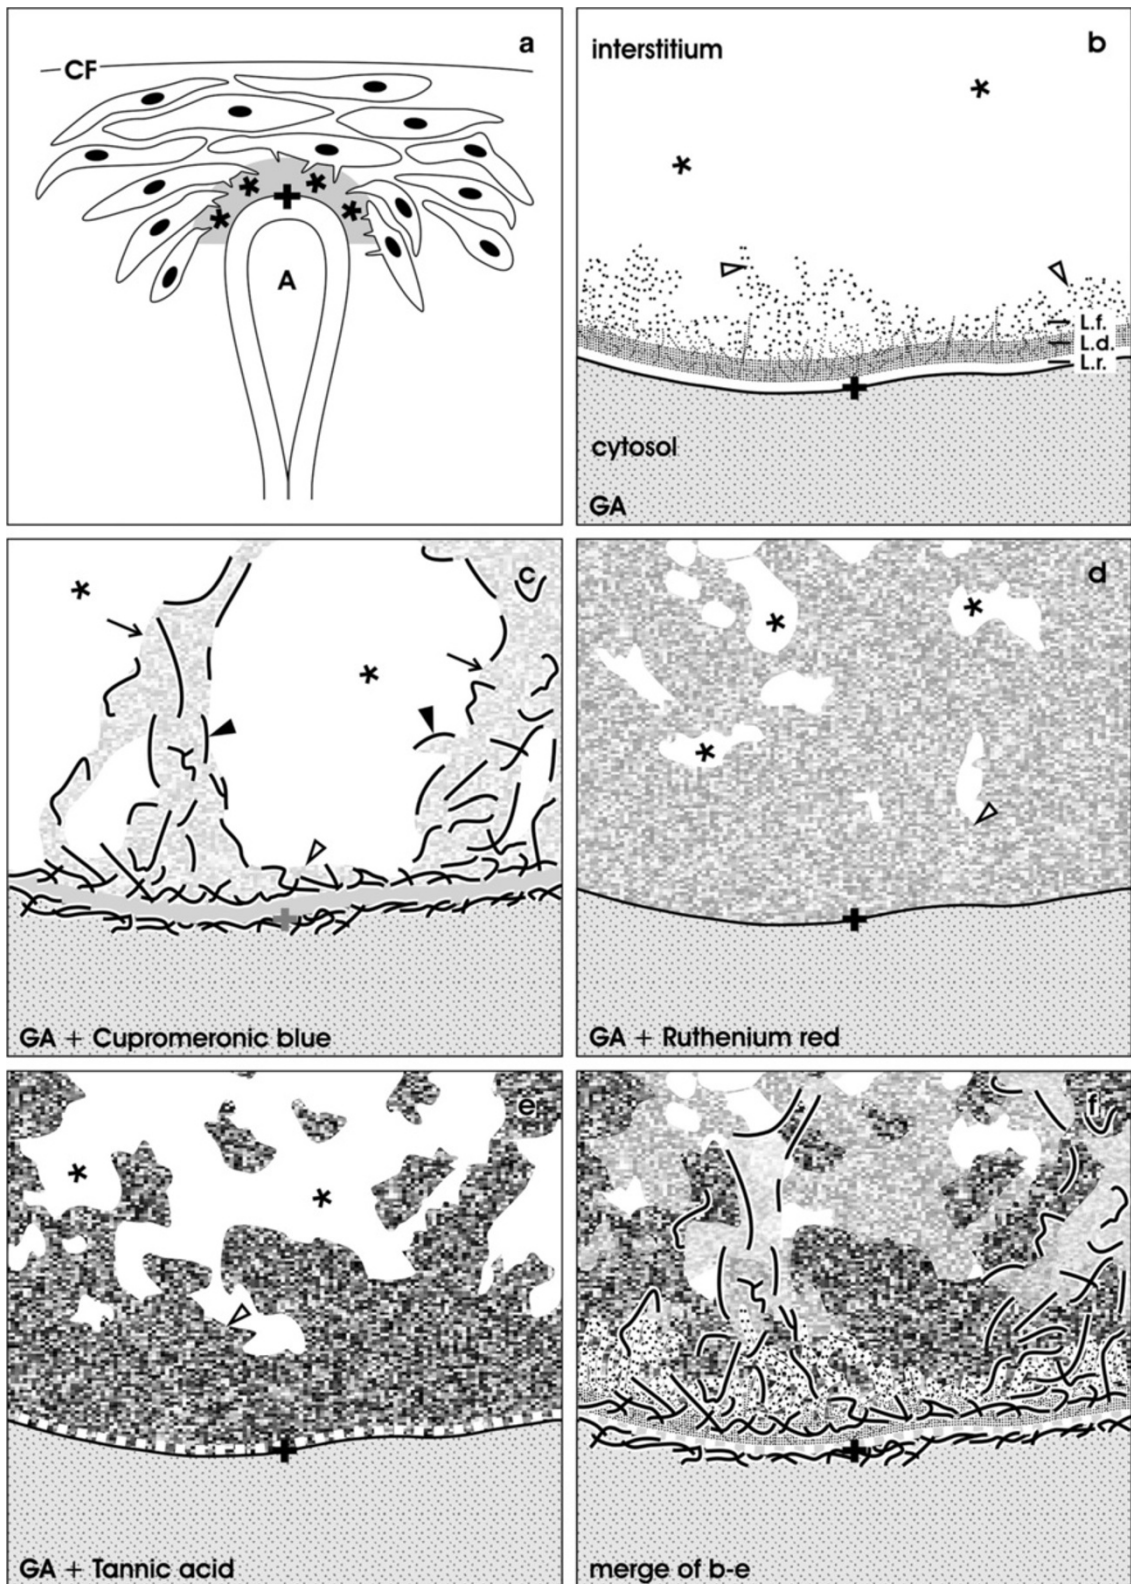 a
CF
A
b
interstitium
L.f.
L.d.
L.r.
cytosol
GA
c
GA + Cupromeronic blue
d
GA + Ruthenium red
e
GA + Tannic acid
f
merge of b-e